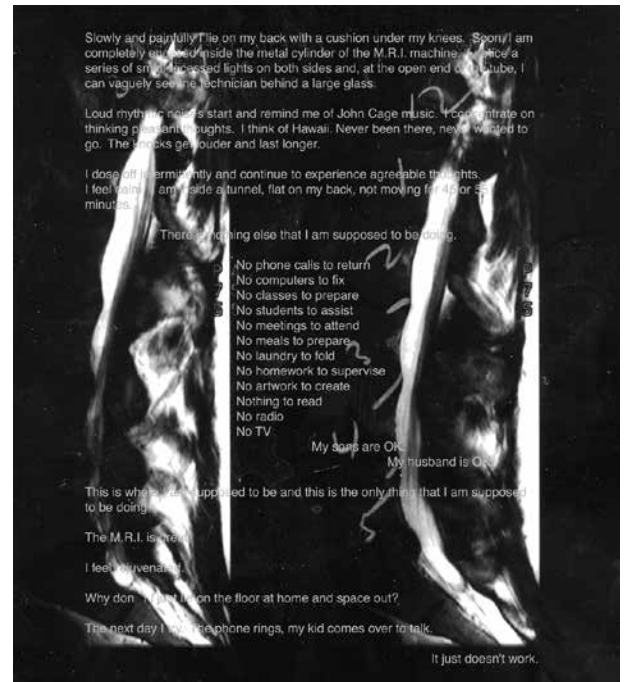 Slowly and painfully I lie on my back with a cushion under my knees. Soon, I am
completely encased inside the metal cylinder of the M.R.I. machine. I notice a
series of small recessed lights on both sides and, at the open end of the tube, I
can vaguely see the technician behind a large glass.
Loud rhythmic noises start and remind me of John Cage music. I concentrate on
thinking pleasant thoughts. I think of Hawaii. Never been there, never wanted to
go. The knocks get louder and last longer.
I dose off intermittently and continue to experience agreeable thoughts.
I feel calm. I am inside a tunnel, flat on my back, not moving for 45 or
minutes.
There is nothing else that I am supposed to be doing.
No phone calls to return
No computers to fix
No classes to prepare
No students to assist
No meetings to attend
No meals to prepare
No laundry to fold
No homework to supervise
No artwork to create
Nothing to read
No radio
No TV
My sons are OK
My husband is OK
This is where I am supposed to be and this is the only thing that I am supposed
to be doing.
The M.R.I. is great.
I feel rejuvenated.
Why don't I just lie on the floor at home and space out?
The next day I try. The phone rings, my kid comes over to talk.
It just doesn't work.
12
1
2
3
4
5